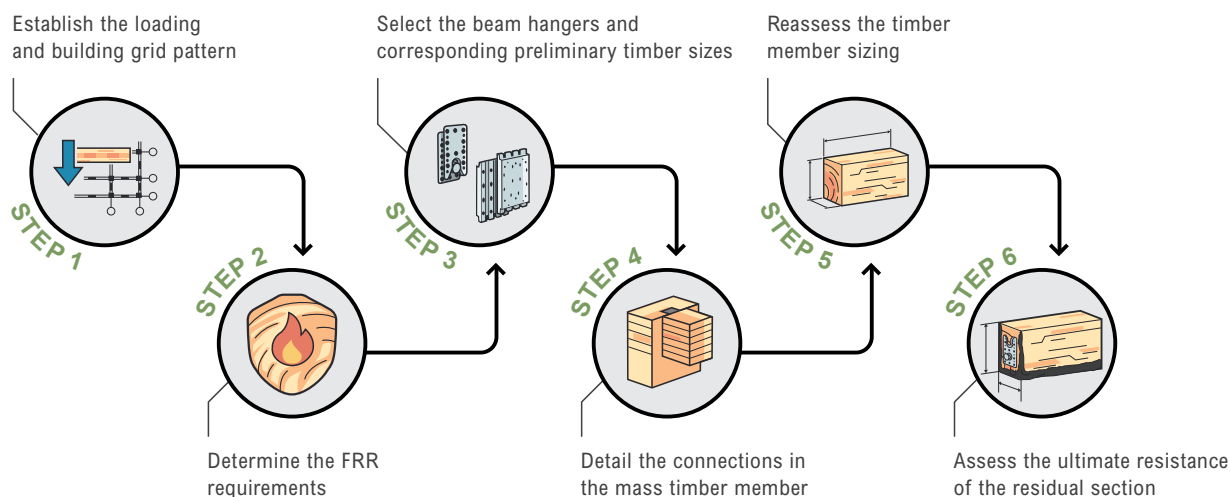 Establish the loading
and building grid pattern
STEP 1
STEP 2
Determine the FRR
requirements
Select the beam hangers and
corresponding preliminary timber sizes
STEP 3
STEP 4
Detail the connections in
the mass timber member
Reassess the timber
member sizing
STEP 5
STEP 6
Assess the ultimate resistance
of the residual section